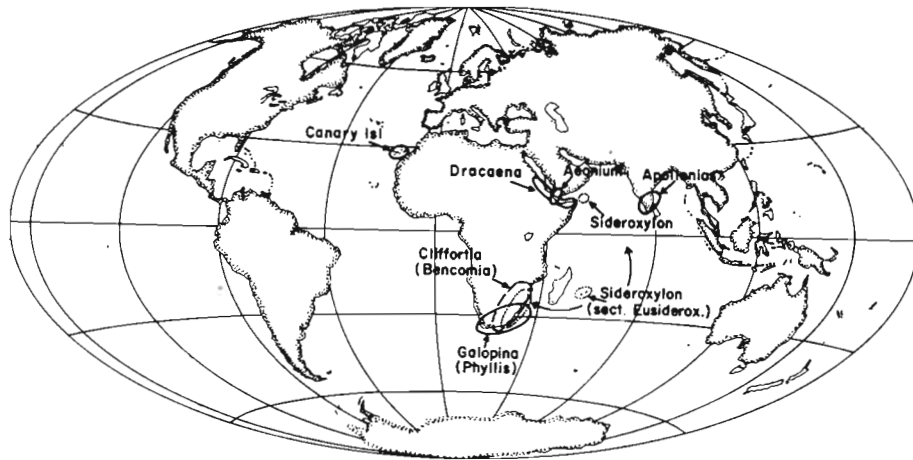 Canary Isl
Dracaena
Aeonium
Apollonias
Sideroxylon
Cliffortia
(Bencomia)
Sideroxylon
(sect. Eusiderox.)
Galopina
(Phyllis)